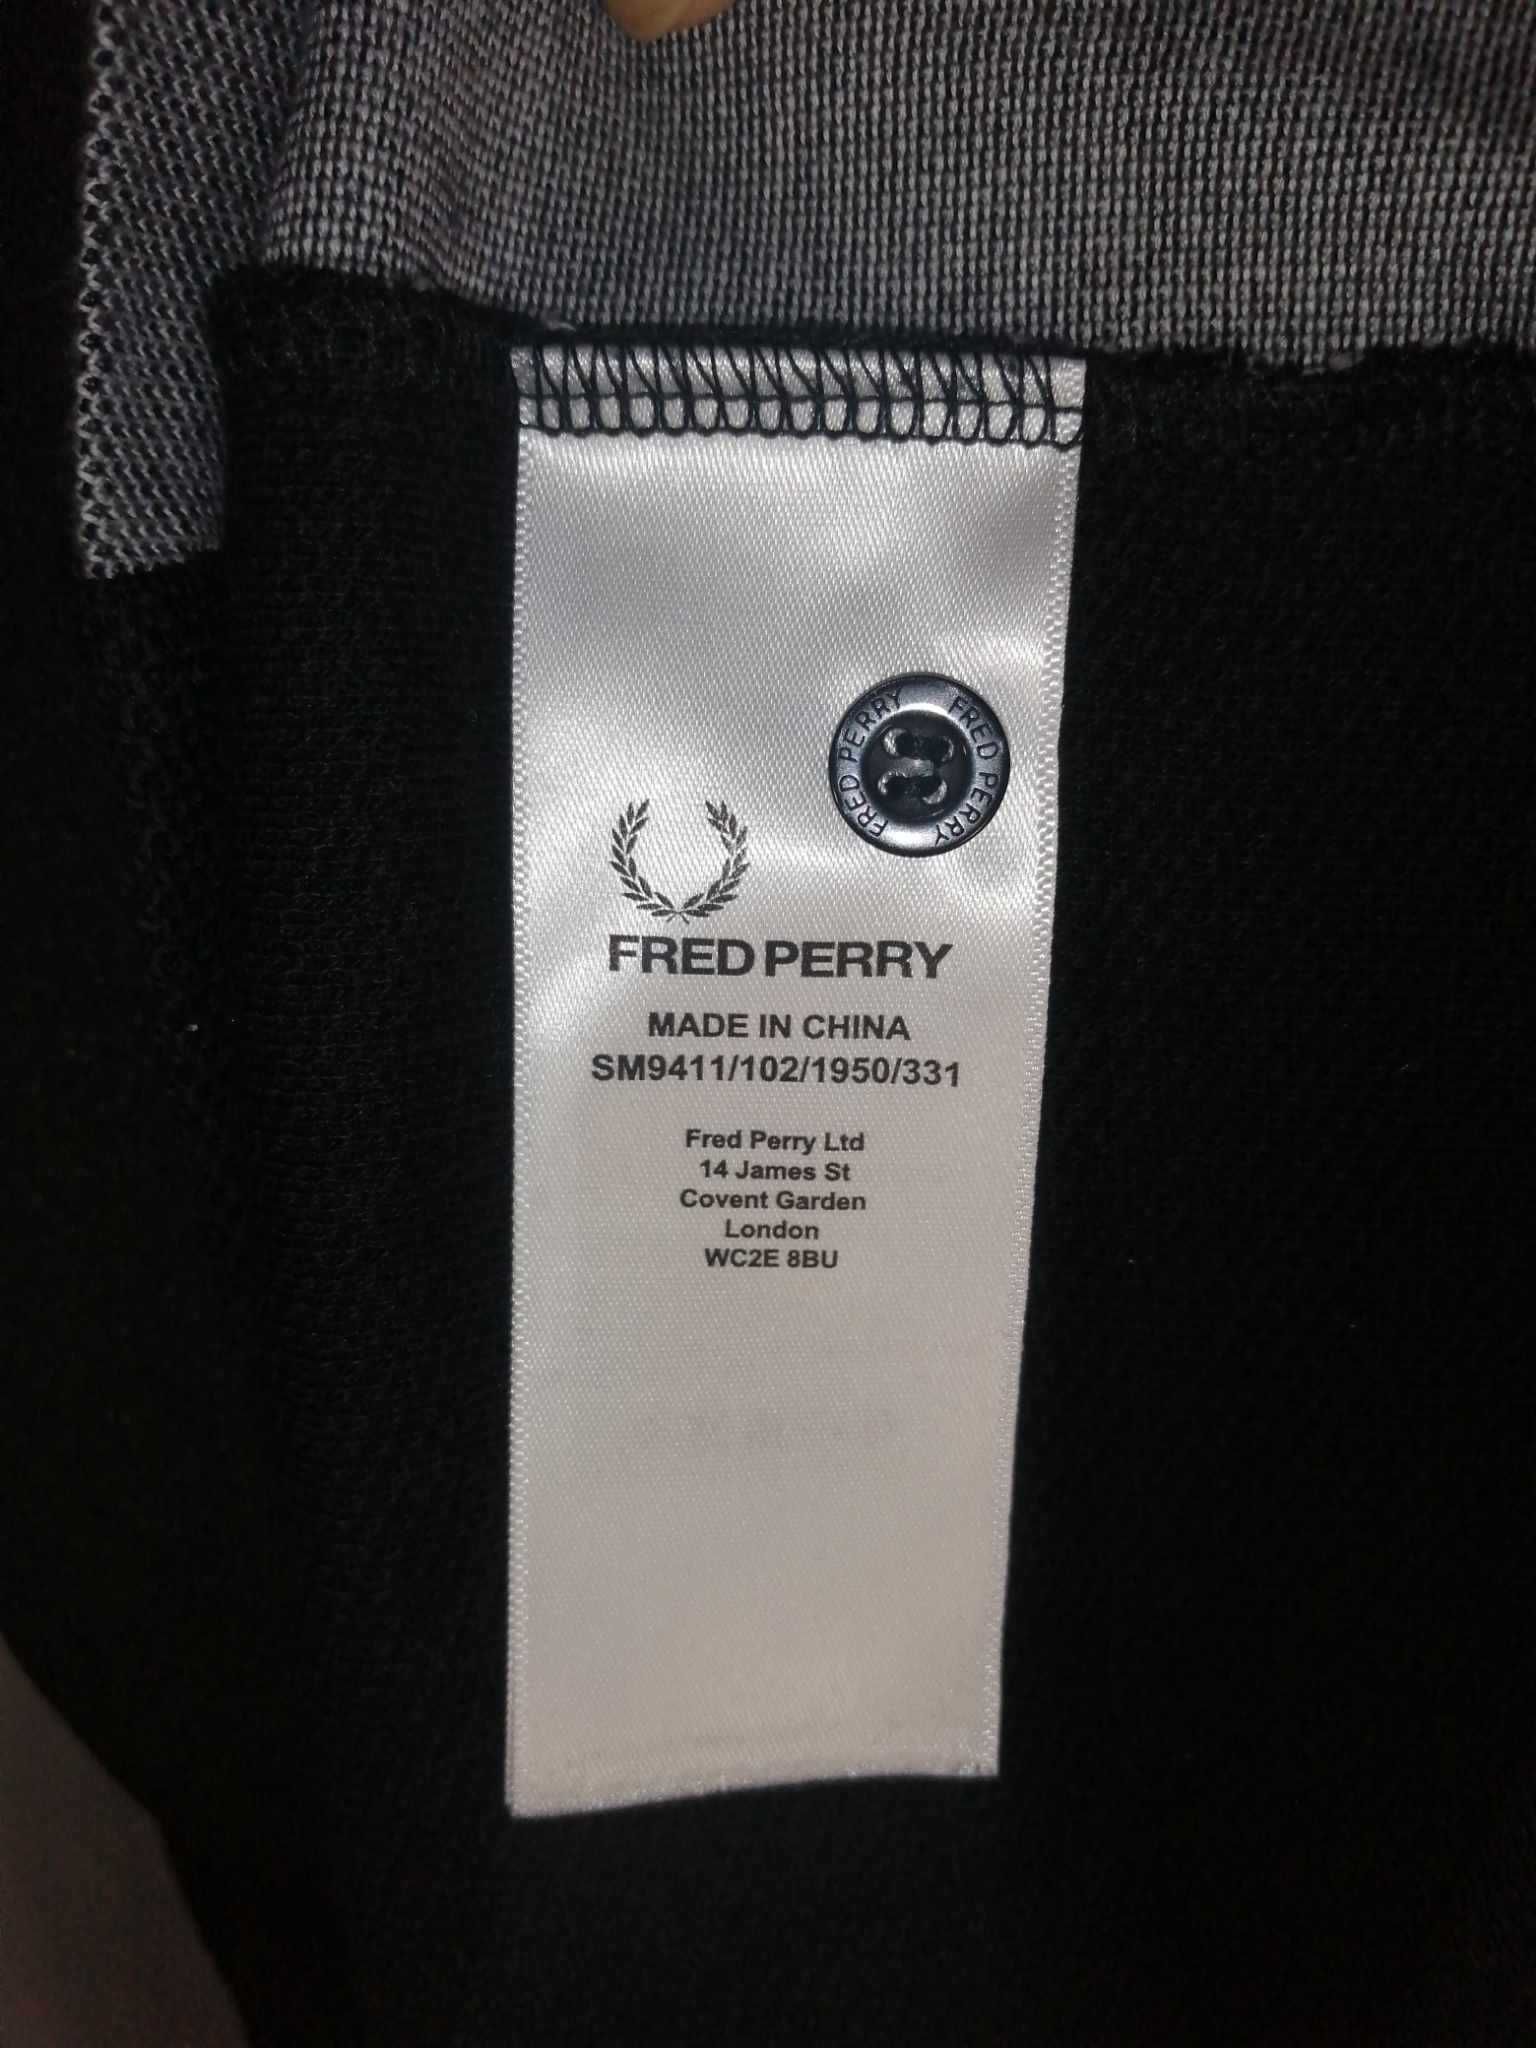 FRED PERRY FRED PERRY
FRED PERRY
MADE IN CHINA
SM9411/102/1950/331
Fred Perry Ltd
14 James St
Covent Garden
London
WC2E 8BU